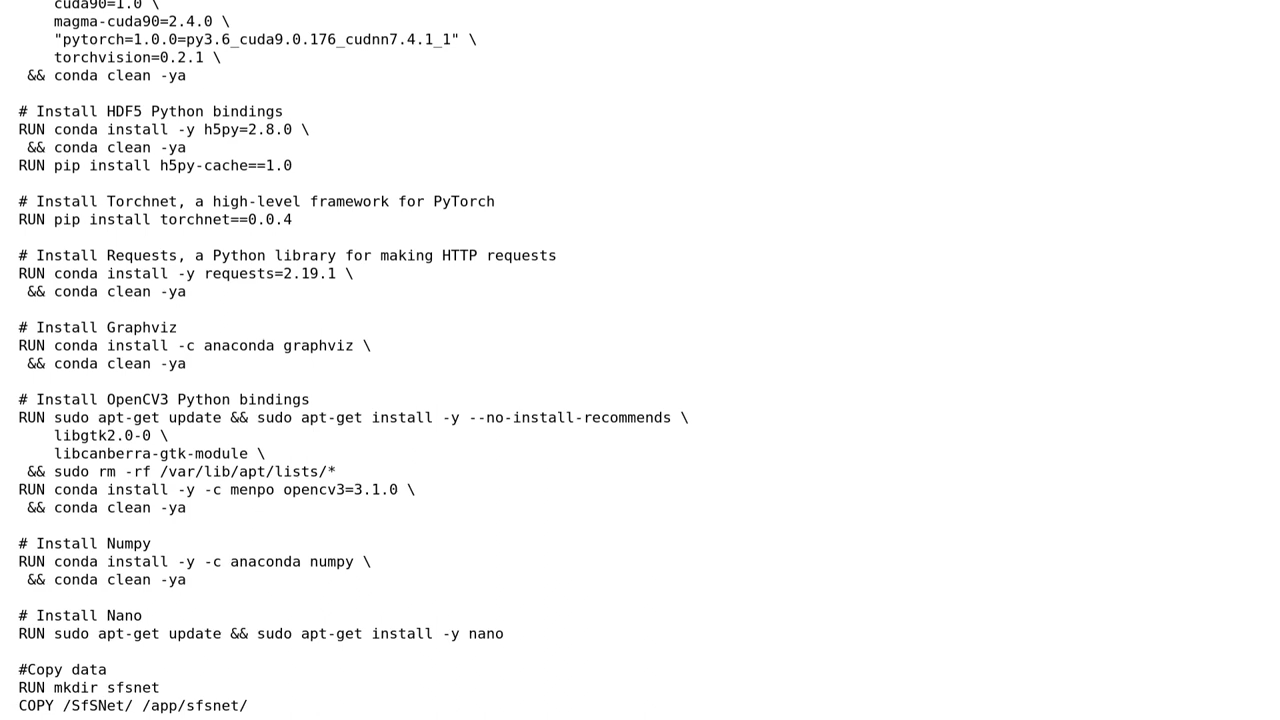 cuda90=1.0 \
magma-cuda90=2.4.0 \
"pytorch=1.0.0=py3.6_cuda9.0.176_cudnn7.4.1_1" \
torchvision=0.2.1 \
&& conda clean -ya
# Install HDF5 Python bindings
RUN conda install -y h5py=2.8.0 \
&& conda clean -ya
RUN pip install h5py-cache==1.0
# Install Torchnet, a high-level framework for PyTorch
RUN pip install torchnet==0.0.4
# Install Requests, a Python library for making HTTP requests
RUN conda install -y requests=2.19.1 \
&& conda clean -ya
# Install Graphviz
RUN conda install -c anaconda graphviz \
&& conda clean -ya
# Install OpenCV3 Python bindings
RUN sudo apt-get update && sudo apt-get install -y --no-install-recommends \
libgtk2.0-0 \
libcanberra-gtk-module \
&& sudo rm -rf /var/lib/apt/lists/*
RUN conda install -y -c menpo opencv3=3.1.0 \
&& conda clean -ya
# Install Numpy
RUN conda install -y -c anaconda numpy \
&& conda clean -ya
# Install Nano
RUN sudo apt-get update && sudo apt-get install -y nano
#Copy data
RUN mkdir sfsnet
COPY /SfSNet/ /app/sfsnet/